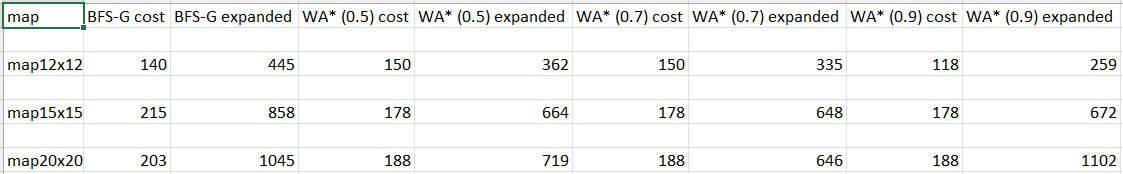 map BFS-G cost BFS-G expanded WA* (0.5) cost WA* (0.5) expanded WA* (0.7) cost WA* (0.7) expanded WA* (0.9) cost WA* (0.9) expanded
map12x12 140 445 150 362 150 335 118 259
map15x15 215 858 178 664 178 648 178 672
map20x20 203 1045 188 719 188 646 188 1102